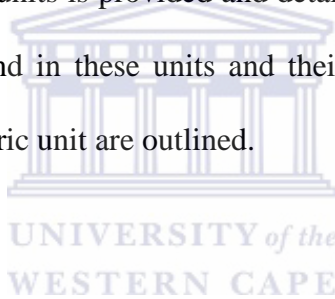 units is provided and detai
nd in these units and thei
ric unit are outlined.
UNIVERSITY of the
WESTERN CAPE